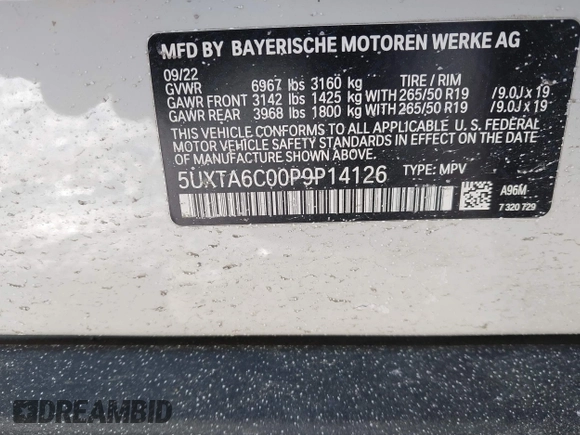 MFD BY BAYERISCHE MOTOREN WERKE AG
09/22
GVWR 6967 lbs 3160 kg TIRE / RIM
GAWR FRONT 3142 lbs 1425 kg WITH 265/50 R19 /9.0J x 19
GAWR REAR 3968 lbs 1800 kg WITH 265/50 R19 /9.0J x 19
THIS VEHICLE CONFORMS TO ALL APPLICABLE U. S. FEDERAL
MOTOR VEHICLE SAFETY STANDARDS IN EFFECT ON THE
DATE OF MANUFACTURE SHOWN ABOVE.
5UXTA6C00P9P14126 TYPE: MPV
A96M
7 320 729
DREAMBID